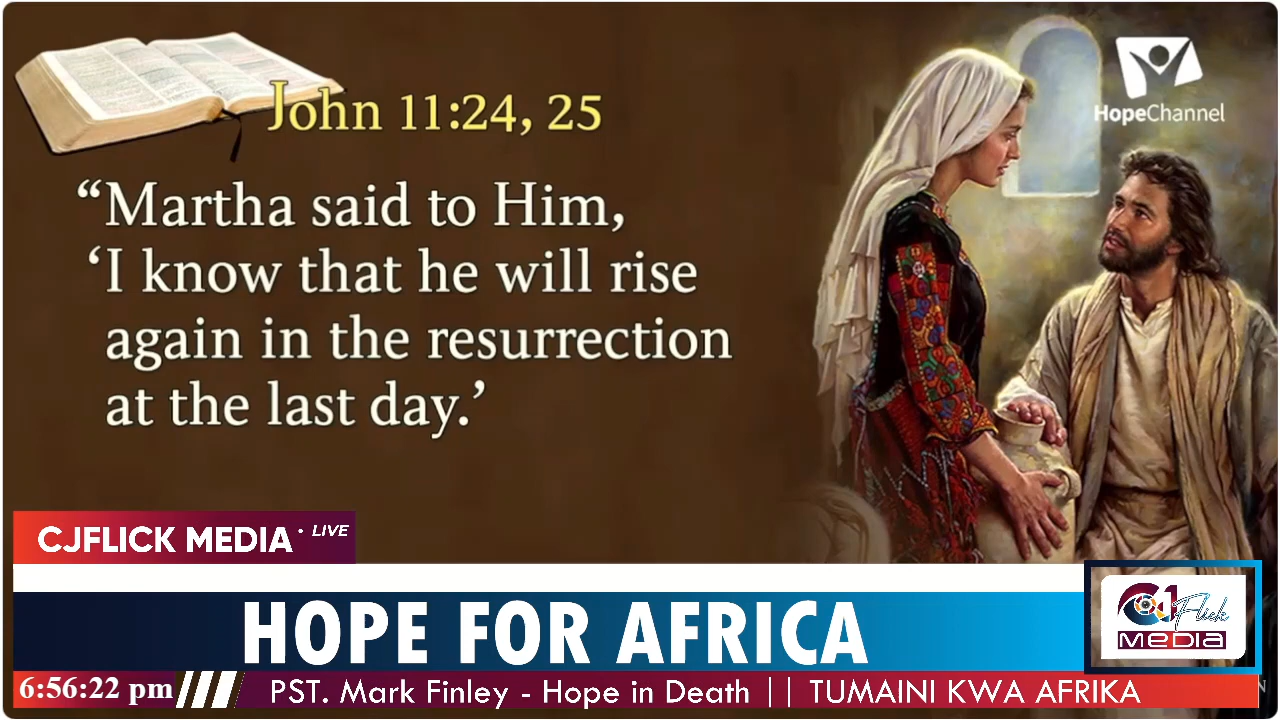 John 11:24, 25
HopeChannel
“Martha said to Him,
‘I know that he will rise
again in the resurrection
at the last day.’
CJFLICK MEDIA • LIVE
HOPE FOR AFRICA
Flick
MEDIA
6:56:22 pm
PST. Mark Finley - Hope in Death || TUMAINI KWA AFRIKA
N